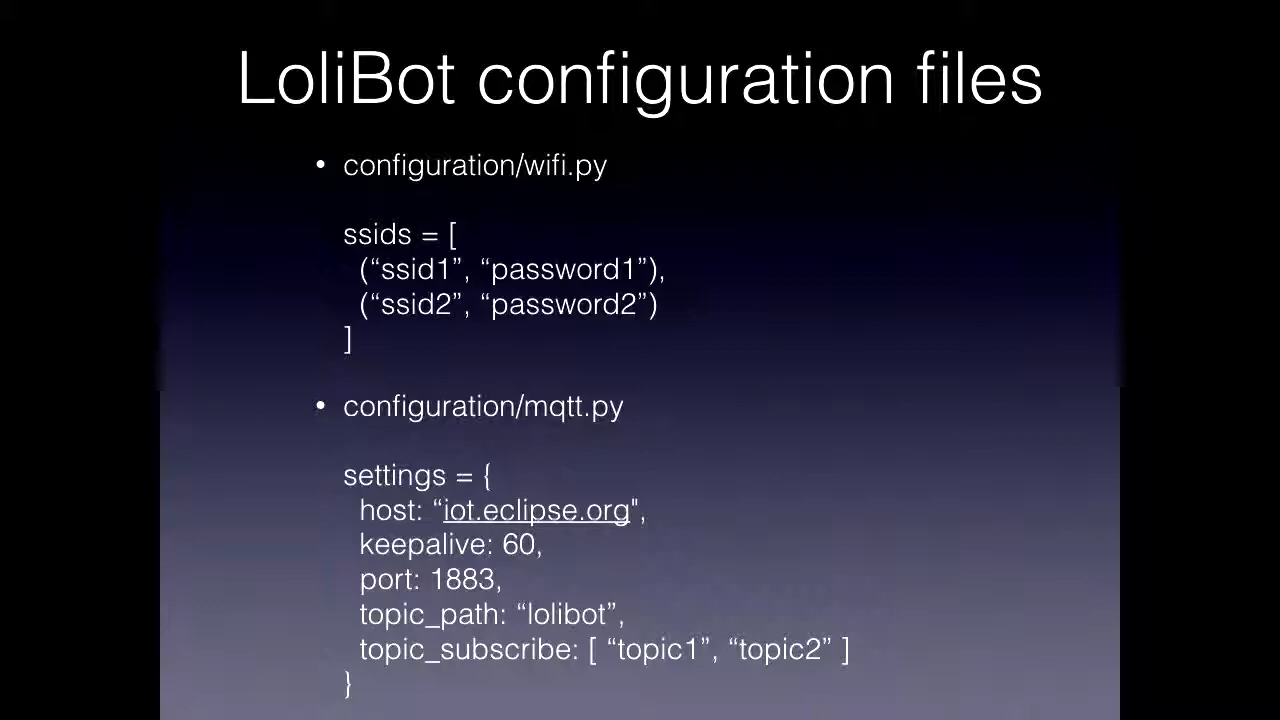 LoliBot configuration files
• configuration/wifi.py
ssids = [
(“ssid1”, “password1”),
(“ssid2”, “password2”)
]
• configuration/mqtt.py
settings = {
host: “iot.eclipse.org",
keepalive: 60,
port: 1883,
topic_path: “lolibot”,
topic_subscribe: [ “topic1”, “topic2” ]
}